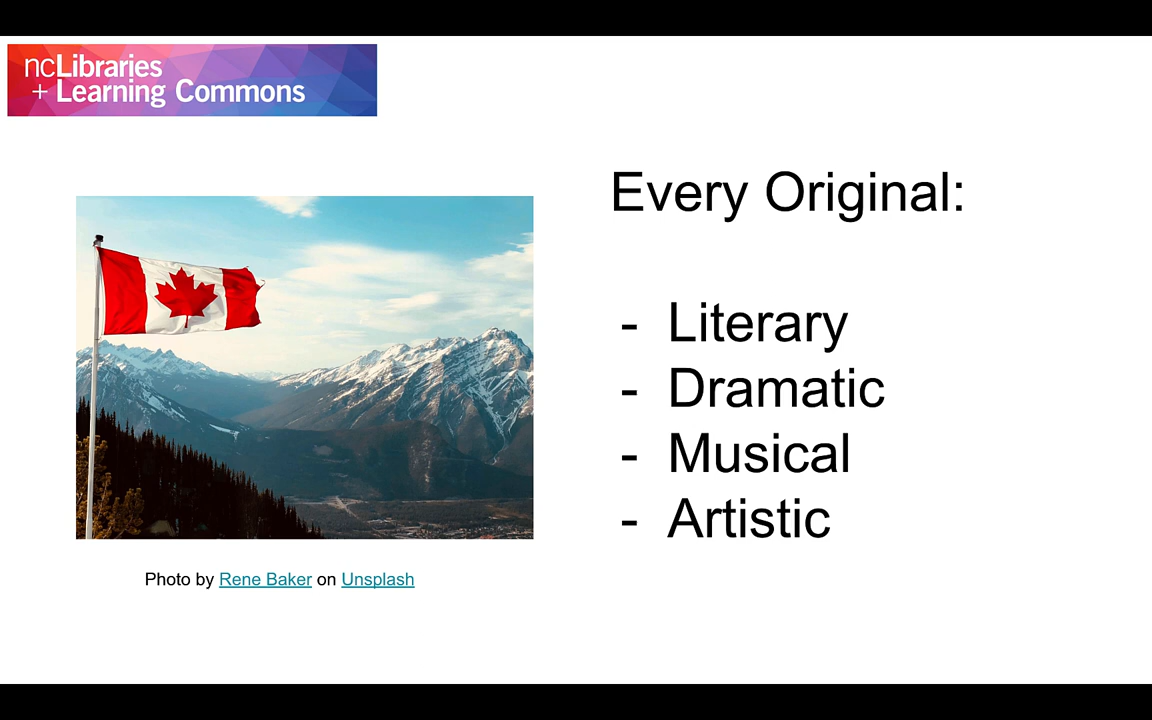 ncLibraries
+ Learning Commons
Every Original:
- Literary
- Dramatic
- Musical
- Artistic
Photo by Rene Baker on Unsplash